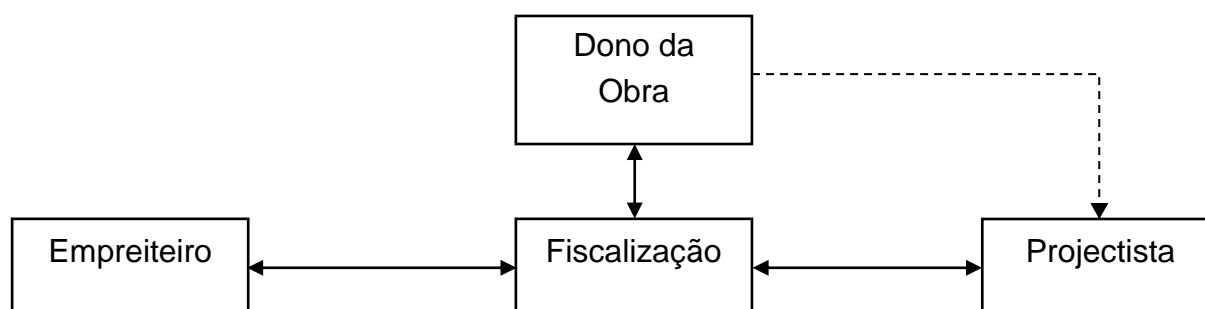 Dono da
Obra
Empreiteiro
Fiscalização
Projectista